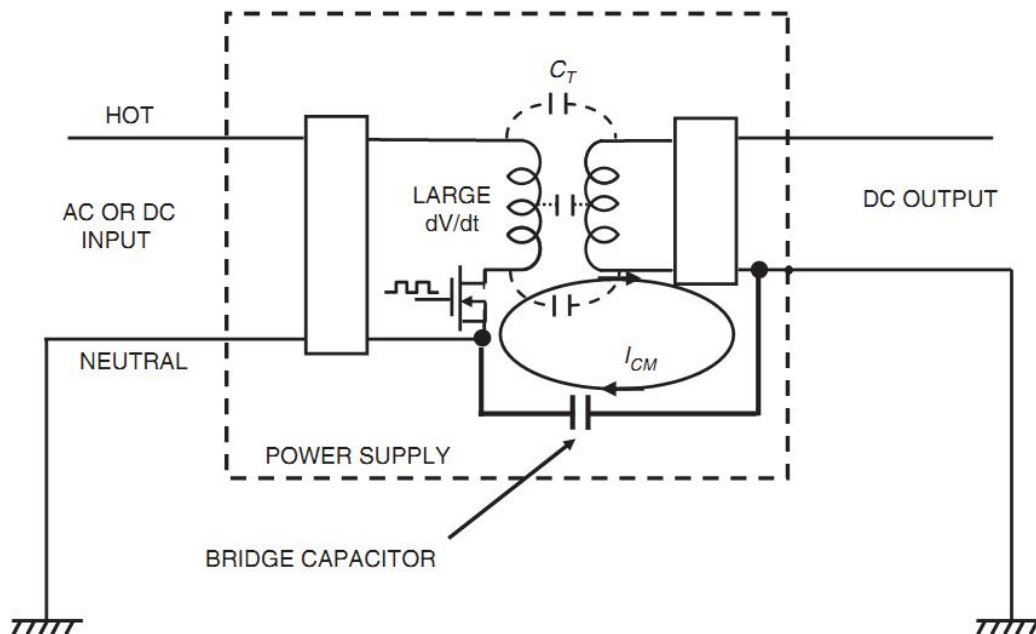 C_T
HOT
LARGE
dV/dt
AC OR DC
INPUT
DC OUTPUT
NEUTRAL
I_CM
POWER SUPPLY
BRIDGE CAPACITOR